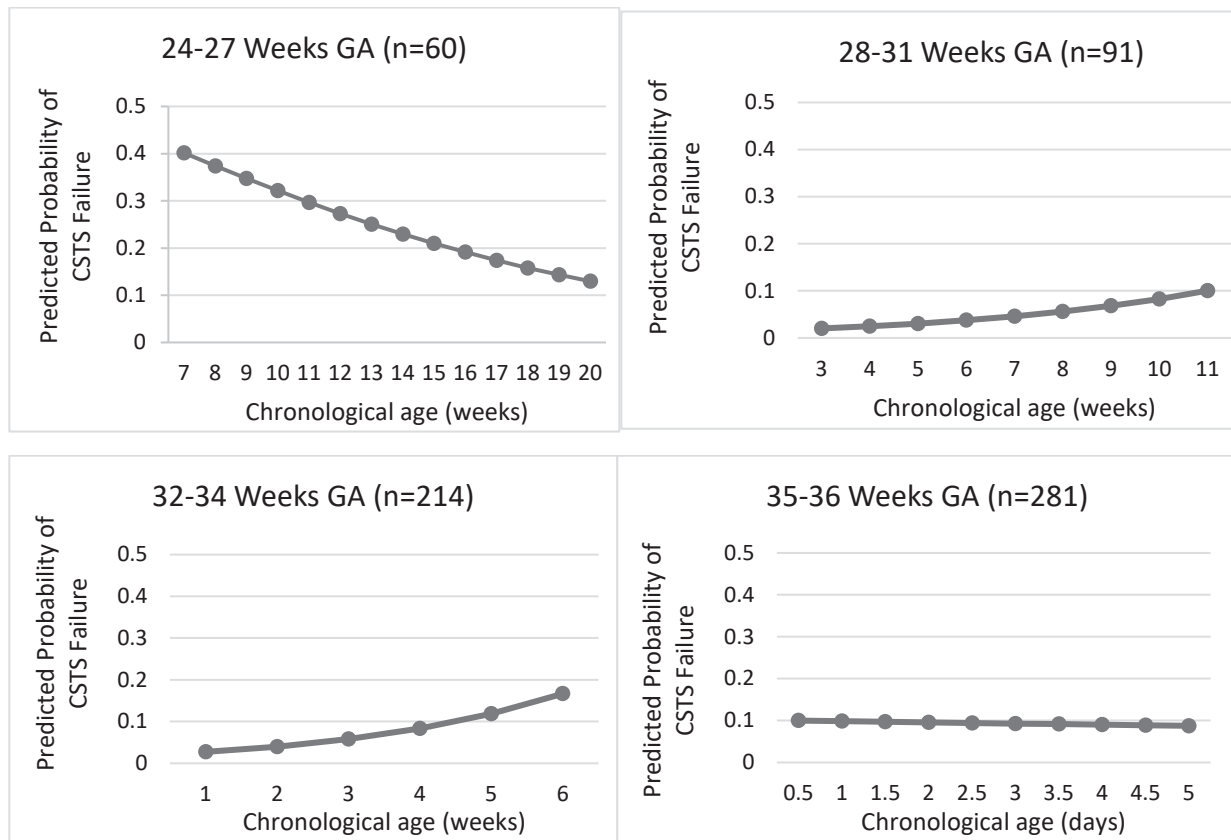 24-27 Weeks GA (n=60)
Predicted Probability of
CSTS Failure
0.5
0.4
0.3
0.2
0.1
0
7 8 9 10 11 12 13 14 15 16 17 18 19 20
Chronological age (weeks)
28-31 Weeks GA (n=91)
Predicted Probability of
CSTS Failure
0.5
0.4
0.3
0.2
0.1
0
3 4 5 6 7 8 9 10 11
Chronological age (weeks)
32-34 Weeks GA (n=214)
Predicted Probability of
CSTS Failure
0.5
0.4
0.3
0.2
0.1
0
1 2 3 4 5 6
Chronological age (weeks)
35-36 Weeks GA (n=281)
Predicted Probability of
CSTS Failure
0.5
0.4
0.3
0.2
0.1
0
0.5 1 1.5 2 2.5 3 3.5 4 4.5 5
Chronological age (days)